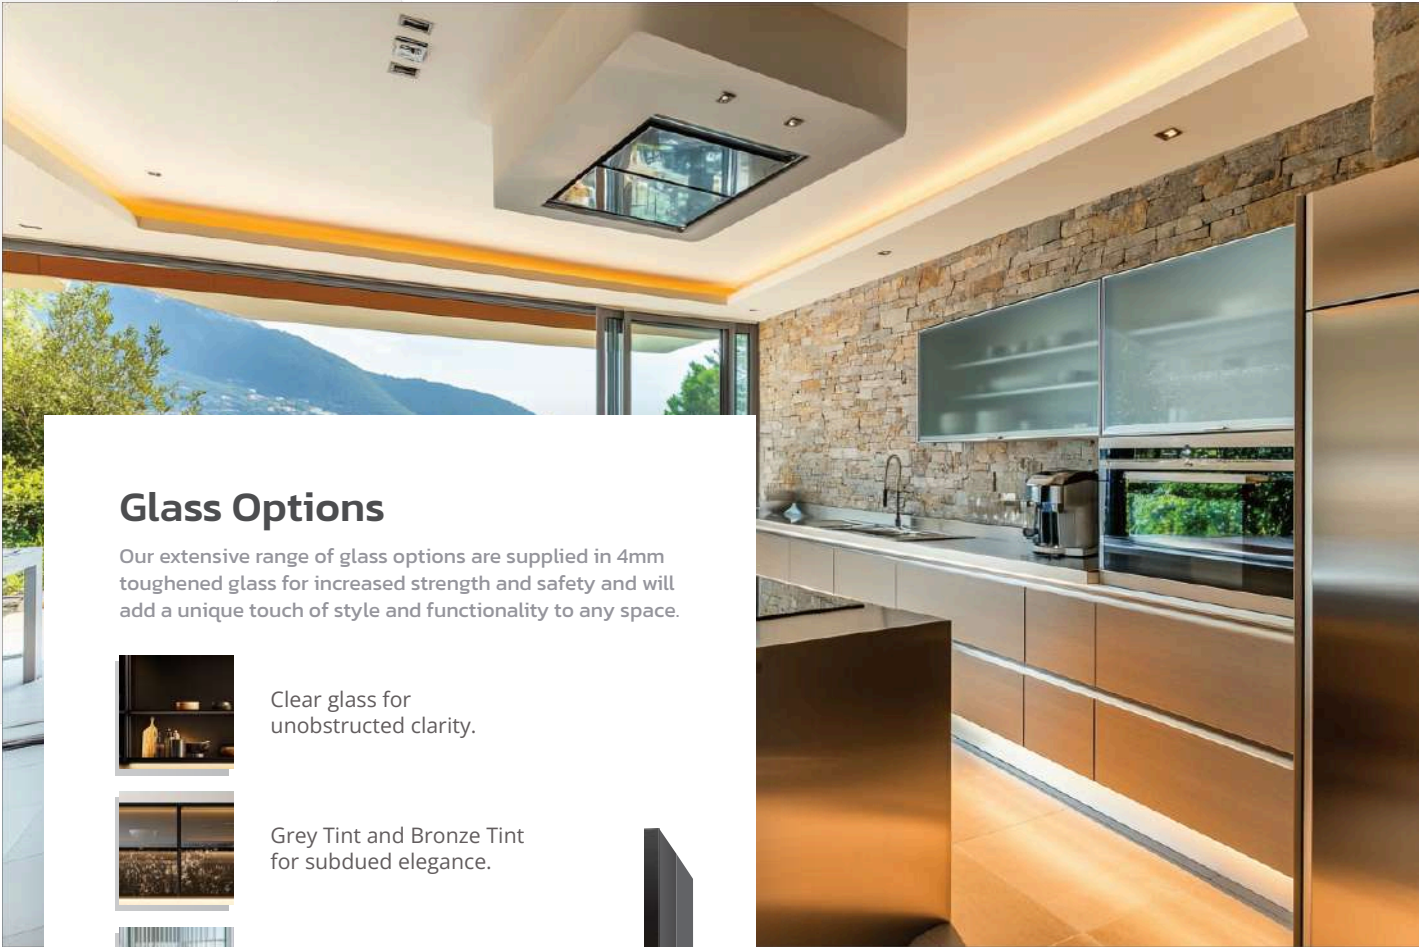 Glass Options
Our extensive range of glass options are supplied in 4mm
toughened glass for increased strength and safety and will
add a unique touch of style and functionality to any space.
Clear glass for
unobstructed clarity.
Grey Tint and Bronze Tint
for subdued elegance.